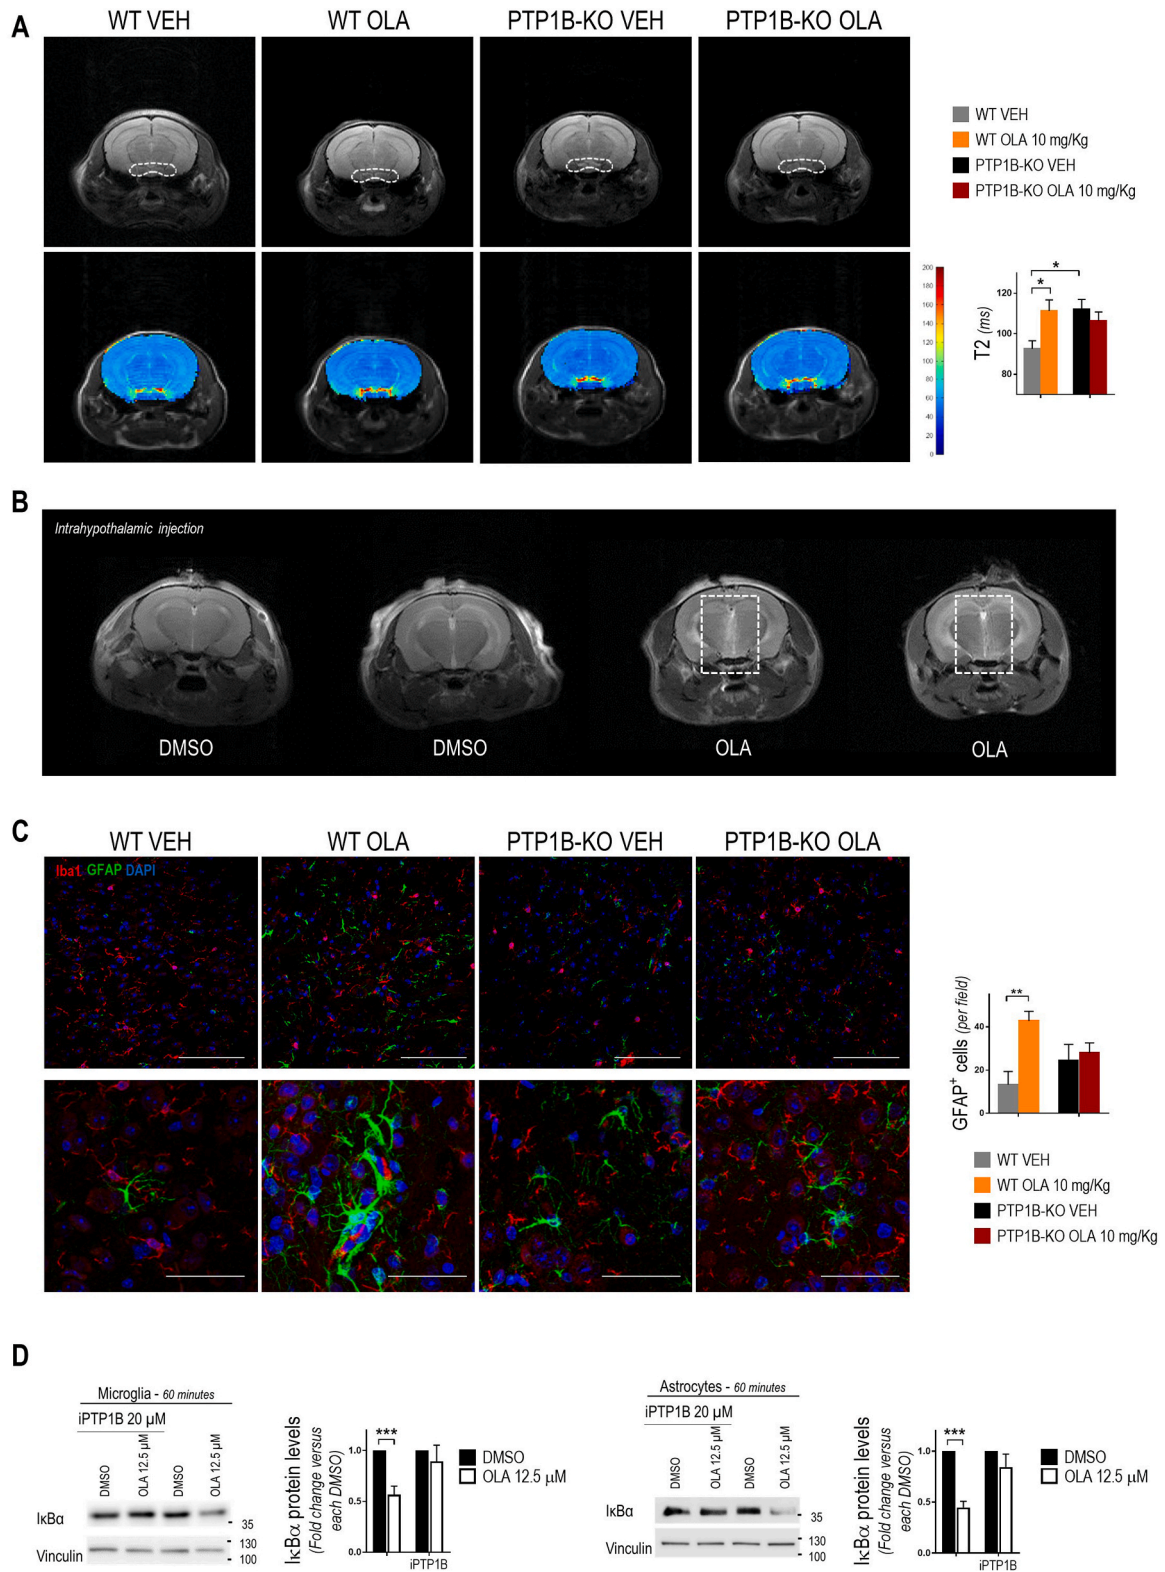 A
WT VEH
WT OLA
PTP1B-KO VEH
PTP1B-KO OLA
WT VEH
WT OLA 10 mg/Kg
PTP1B-KO VEH
PTP1B-KO OLA 10 mg/Kg
200
180
160
140
120
100
80
60
40
20
0
T2 (ms)
120
100
80
*
*
B
Intrahypothalamic injection
DMSO
DMSO
OLA
OLA
C
WT VEH
WT OLA
PTP1B-KO VEH
PTP1B-KO OLA
Iba1 GFAP DAPI
GFAP+ cells (per field)
40
20
0
**
WT VEH
WT OLA 10 mg/Kg
PTP1B-KO VEH
PTP1B-KO OLA 10 mg/Kg
D
Microglia - 60 minutes
iPTP1B 20 µM
DMSO
OLA 12.5 µM
DMSO
OLA 12.5 µM
IκBα
35
Vinculin
130
100
IκBα protein levels
(Fold change versus
each DMSO)
1.0
0.5
0.0
***
iPTP1B
DMSO
OLA 12.5 µM
Astrocytes - 60 minutes
iPTP1B 20 µM
DMSO
OLA 12.5 µM
DMSO
OLA 12.5 µM
IκBα
35
Vinculin
130
100
IκBα protein levels
(Fold change versus
each DMSO)
1.0
0.5
0.0
***
iPTP1B
DMSO
OLA 12.5 µM